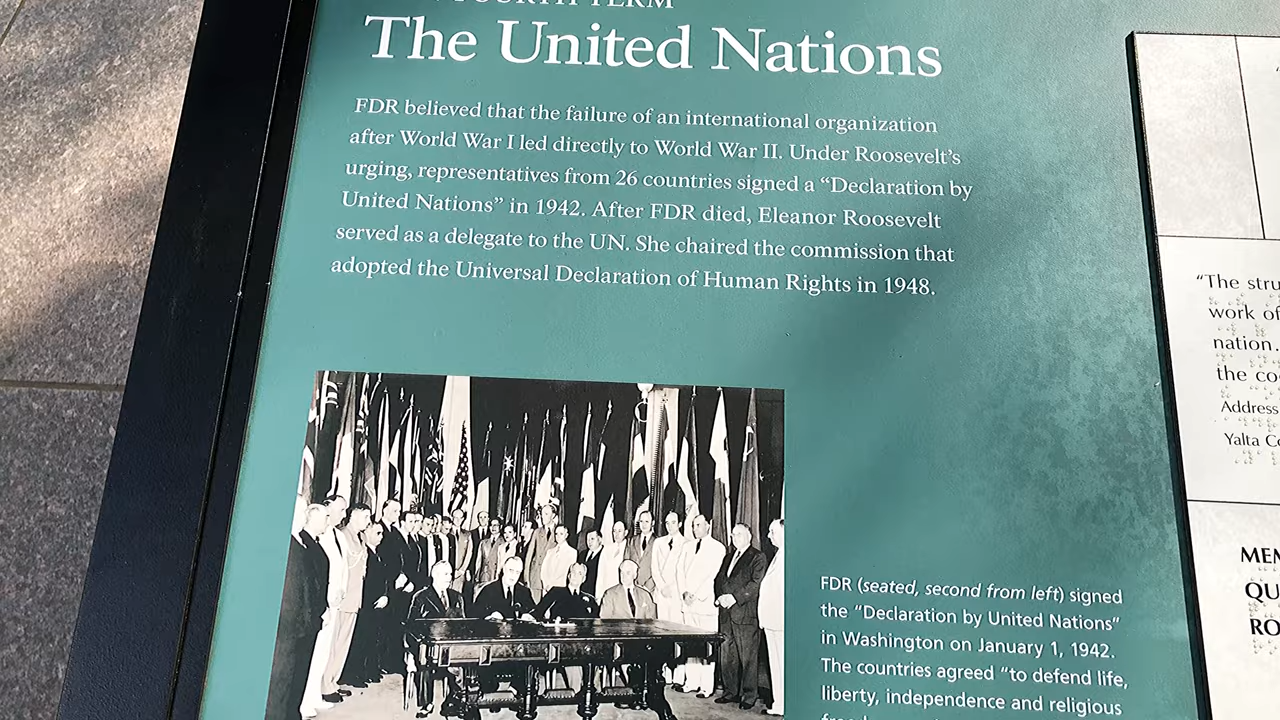 FOURTH TERM
The United Nations
FDR believed that the failure of an international organization
after World War I led directly to World War II. Under Roosevelt's
urging, representatives from 26 countries signed a “Declaration by
United Nations” in 1942. After FDR died, Eleanor Roosevelt
served as a delegate to the UN. She chaired the commission that
adopted the Universal Declaration of Human Rights in 1948.
FDR (seated, second from left) signed
the “Declaration by United Nations”
in Washington on January 1, 1942.
The countries agreed “to defend life,
liberty, independence and religious
“The stru
work of
nation.
the co
Address
Yalta Co
MEM
QU
RO